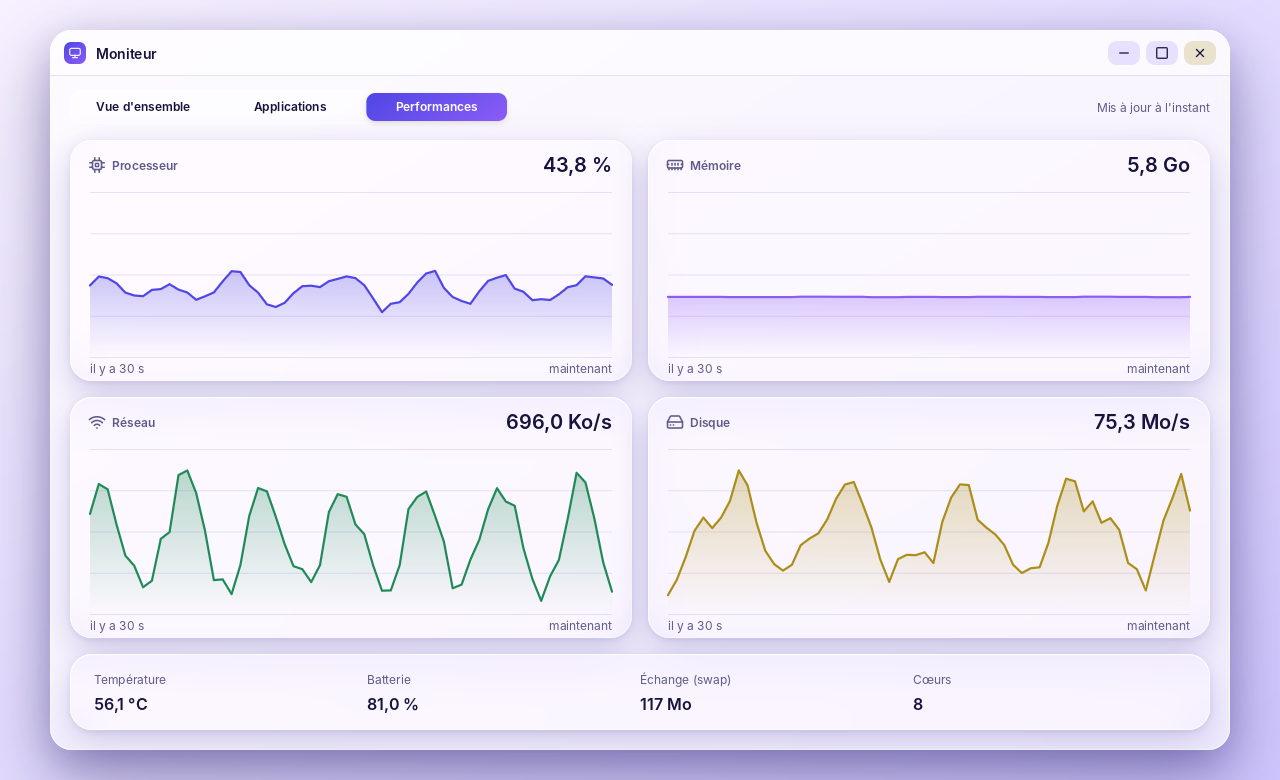 Moniteur
Vue d'ensemble
Applications
Performances
Mis à jour à l'instant
Processeur
43,8 %
il y a 30 s
maintenant
Mémoire
5,8 Go
il y a 30 s
maintenant
Réseau
696,0 Ko/s
il y a 30 s
maintenant
Disque
75,3 Mo/s
il y a 30 s
maintenant
Température
56,1 °C
Batterie
81,0 %
Échange (swap)
117 Mo
Cœurs
8